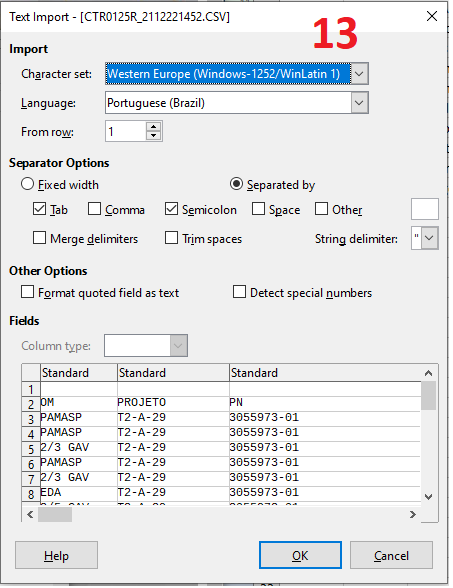 Text Import - [CTR0125R_2112221452.CSV]
13
Import
Character set: Western Europe (Windows-1252/WinLatin 1)
Language: Portuguese (Brazil)
From row: 1
Separator Options
Fixed width Separated by
Tab Comma Semicolon Space Other
Merge delimiters Trim spaces String delimiter: "
Other Options
Format quoted field as text Detect special numbers
Fields
Column type:
Standard Standard Standard
1
2 OM PROJETO PN
3 PAMASP T2-A-29 3055973-01
4 PAMASP T2-A-29 3055973-01
5 2/3 GAV T2-A-29 3055973-01
6 PAMASP T2-A-29 3055973-01
7 2/3 GAV T2-A-29 3055973-01
8 EDA T2-A-29 3055973-01
Help OK Cancel